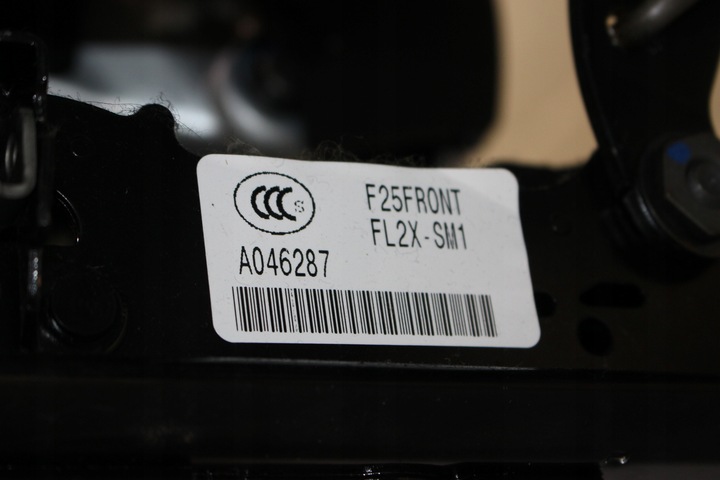 CCC S
F25FRONT
FL2X-SM1
A046287